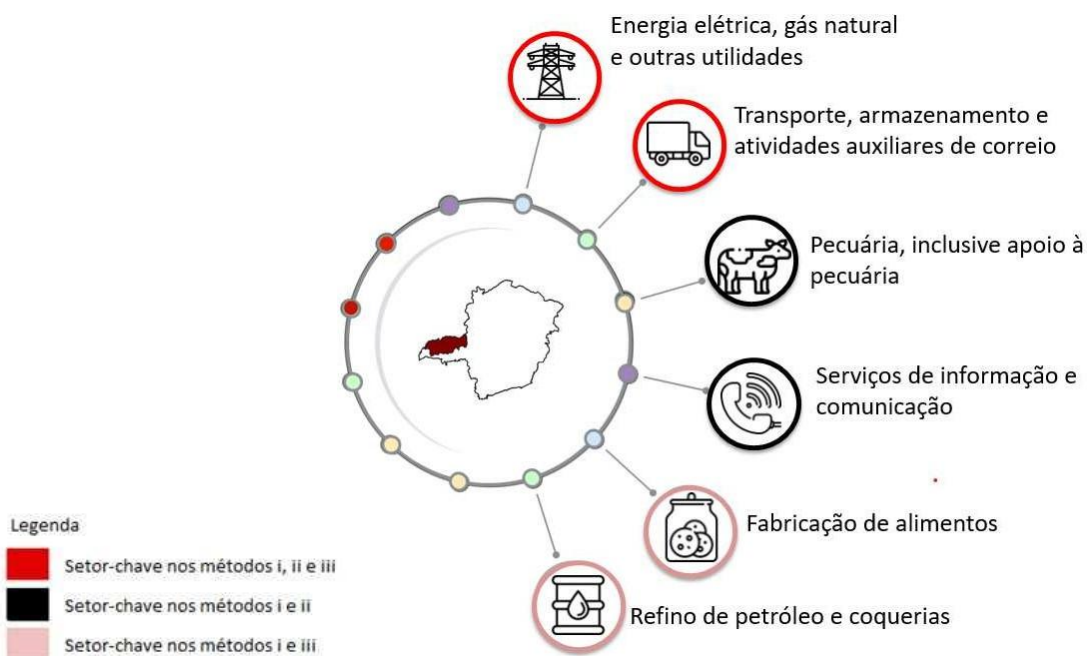 Energia elétrica, gás natural
e outras utilidades
Transporte, armazenamento e
atividades auxiliares de correio
Pecuária, inclusive apoio à
pecuária
Serviços de informação e
comunicação
Fabricação de alimentos
Refino de petróleo e coquerias
Legenda
Setor-chave nos métodos i, ii e iii
Setor-chave nos métodos i e ii
Setor-chave nos métodos i e iii